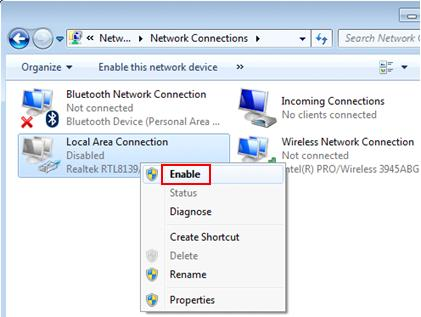 « Netw... ▸ Network Connections ▸
Search Network C
Organize ▾ Enable this network device »
Bluetooth Network Connection
Not connected
Bluetooth Device (Personal Area ...
Incoming Connections
No clients connected
Local Area Connection
Disabled
Realtek RTL8139
Wireless Network Connection
Not connected
Intel(R) PRO/Wireless 3945ABG
Enable
Status
Diagnose
Create Shortcut
Delete
Rename
Properties